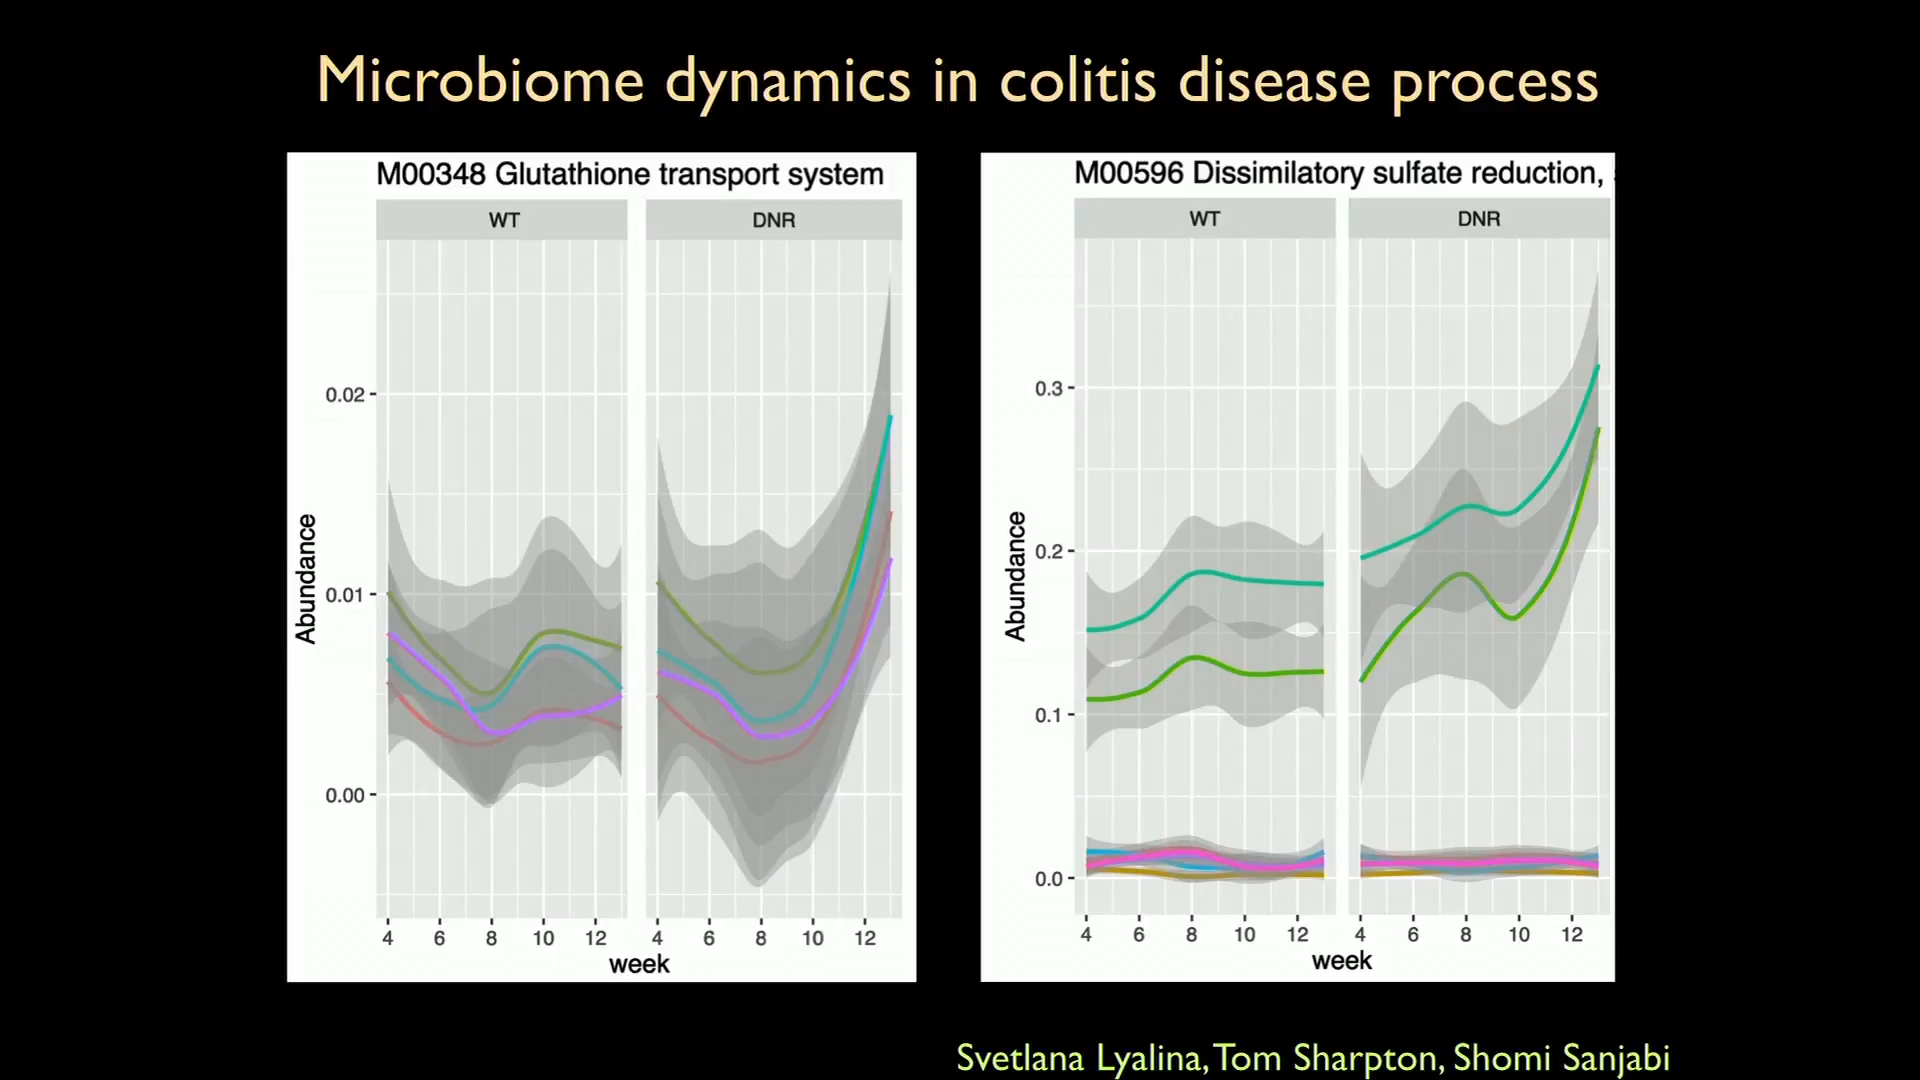 Microbiome dynamics in colitis disease process
M00348 Glutathione transport system
WT
DNR
Abundance
0.02
0.01
0.00
4 6 8 10 12
4 6 8 10 12
week
M00596 Dissimilatory sulfate reduction,
WT
DNR
Abundance
0.3
0.2
0.1
0.0
4 6 8 10 12
4 6 8 10 12
week
Svetlana Lyalina, Tom Sharpton, Shomi Sanjabi